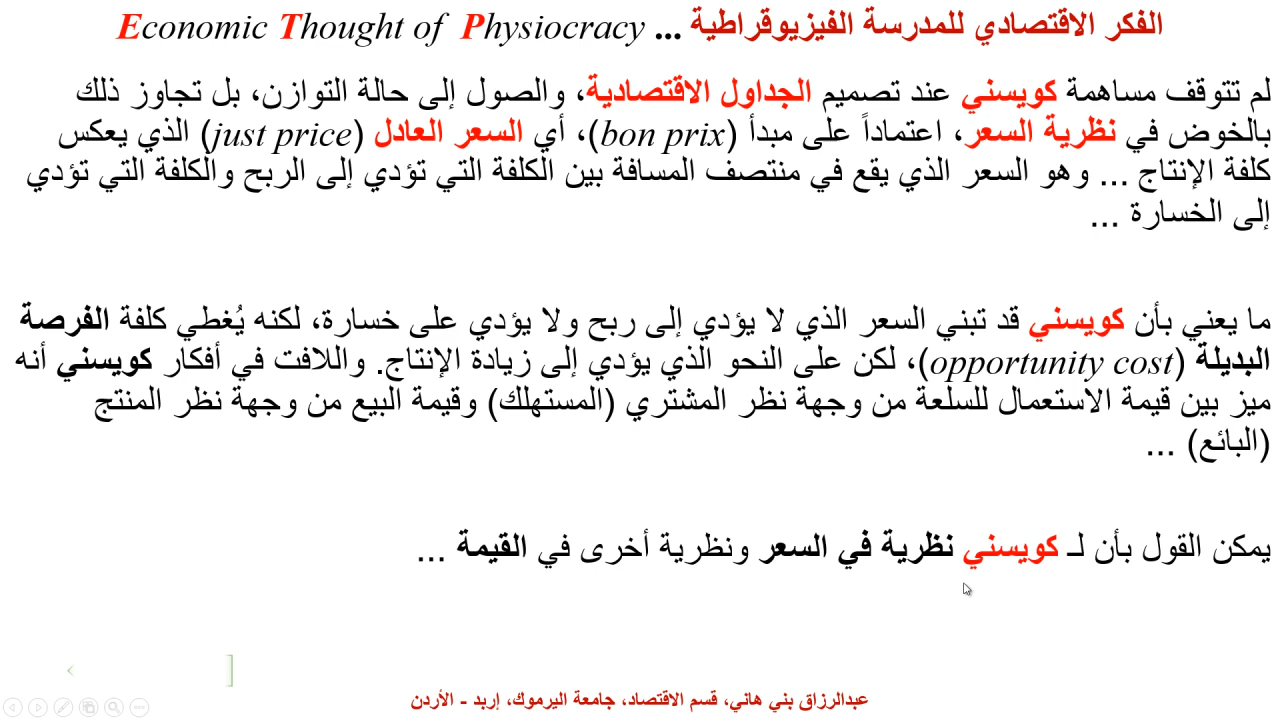 الفكر الاقتصادي للمدرسة الفيزيوقراطية ... Economic Thought of Physiocracy
لم تتوقف مساهمة كويسني عند تصميم الجداول الاقتصادية، والصول إلى حالة التوازن، بل تجاوز ذلك
بالخوض في نظرية السعر، اعتماداً على مبدأ (bon prix)، أي السعر العادل (just price) الذي يعكس
كلفة الإنتاج ... وهو السعر الذي يقع في منتصف المسافة بين الكلفة التي تؤدي إلى الربح والكلفة التي تؤدي
إلى الخسارة ...
ما يعني بأن كويسني قد تبني السعر الذي لا يؤدي إلى ربح ولا يؤدي على خسارة، لكنه يُغطي كلفة الفرصة
البديلة (opportunity cost)، لكن على النحو الذي يؤدي إلى زيادة الإنتاج. واللافت في أفكار كويسني أنه
ميز بين قيمة الاستعمال للسلعة من وجهة نظر المشتري (المستهلك) وقيمة البيع من وجهة نظر المنتج
(البائع) ...
يمكن القول بأن لـ كويسني نظرية في السعر ونظرية أخرى في القيمة ...
عبدالرزاق بني هاني، قسم الاقتصاد، جامعة اليرموك، إربد - الأردن